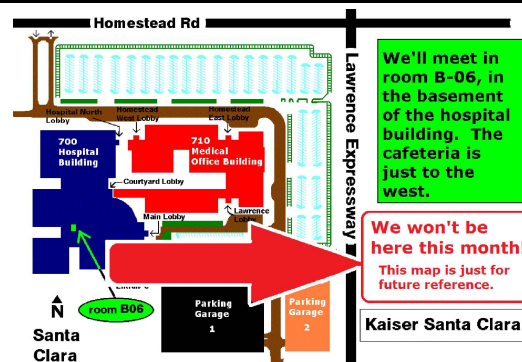 Homestead Rd
Lawrence Expressway
Hospital North
Lobby
Homestead
West Lobby
Homestead
East Lobby
700
Hospital
Building
710
Medical
Office Building
Courtyard Lobby
Main Lobby
Lawrence
Lobby
room B06
N
Santa
Clara
Parking
Garage
1
Parking
Garage
2
We'll meet in
room B-06, in
the basement
of the hospital
building. The
cafeteria is
just to the
west.
We won't be
here this month!
This map is just for
future reference.
Kaiser Santa Clara